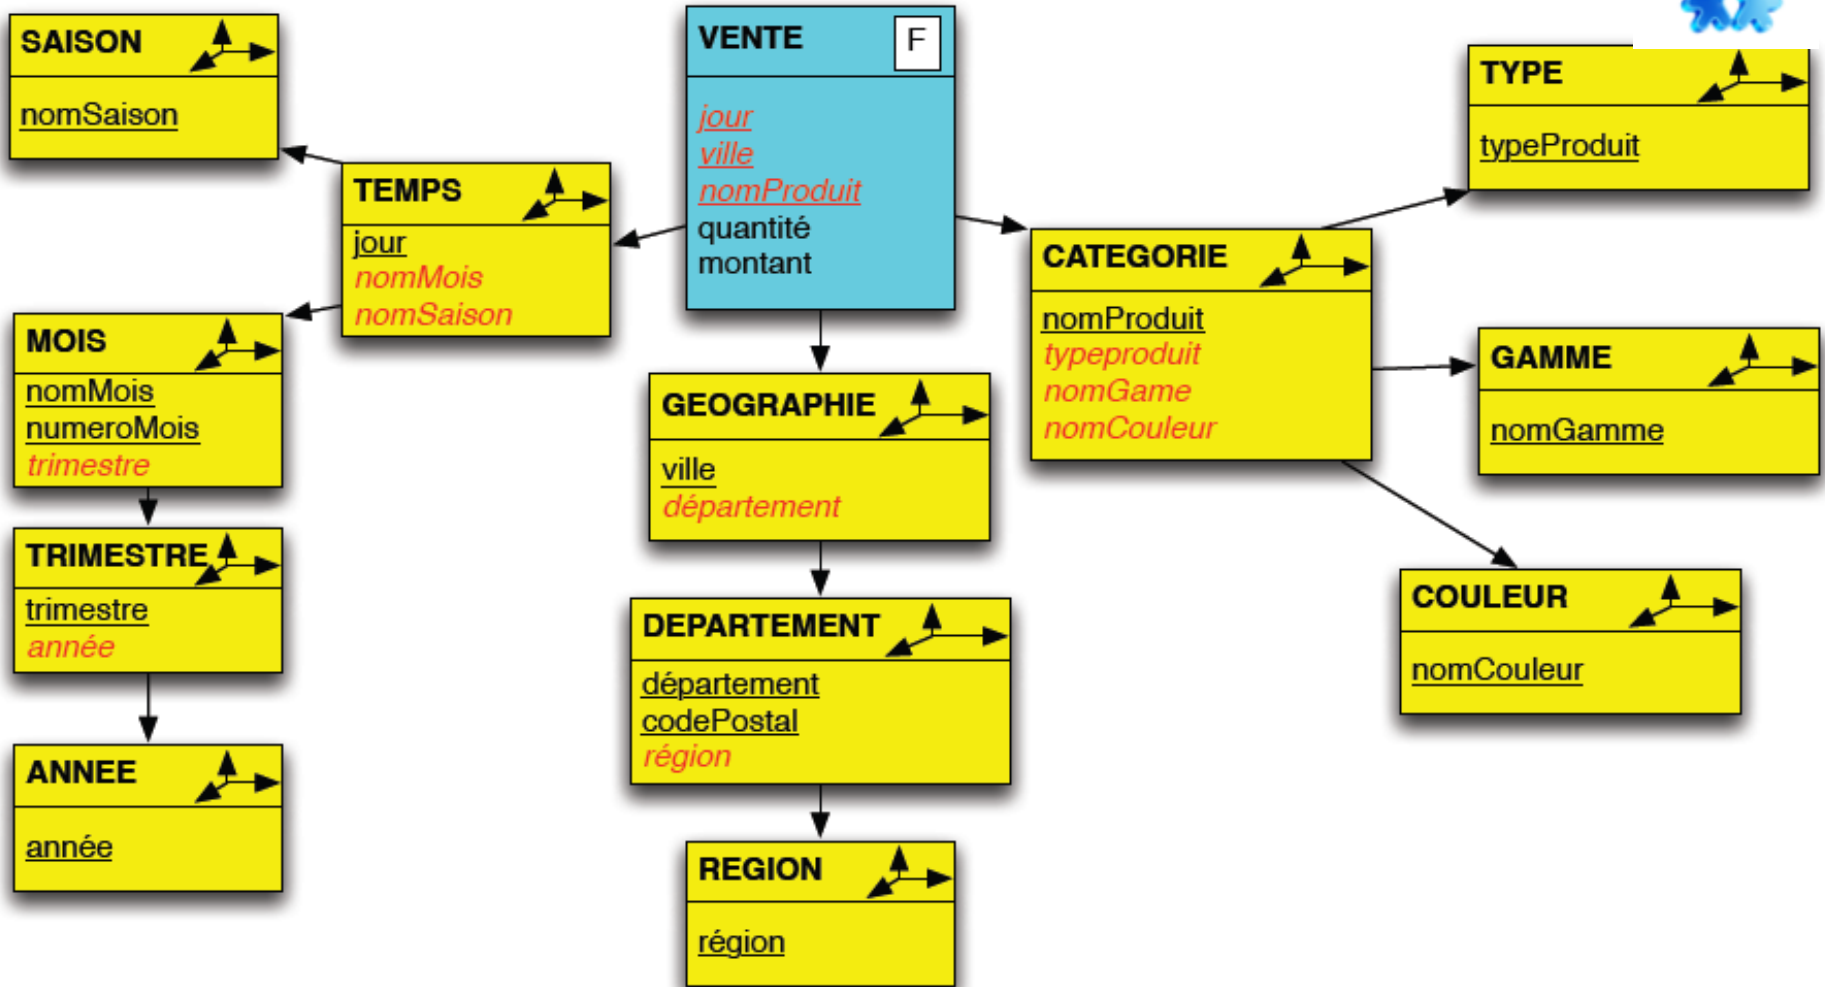 SAISON
nomSaison
VENTE
F
jour
ville
nomProduit
quantité
montant
TYPE
typeProduit
TEMPS
jour
nomMois
nomSaison
CATEGORIE
nomProduit
typeproduit
nomGame
nomCouleur
MOIS
nomMois
numeroMois
trimestre
GEOGRAPHIE
ville
département
GAMME
nomGamme
TRIMESTRE
trimestre
année
DEPARTEMENT
département
codePostal
région
COULEUR
nomCouleur
ANNEE
année
REGION
région